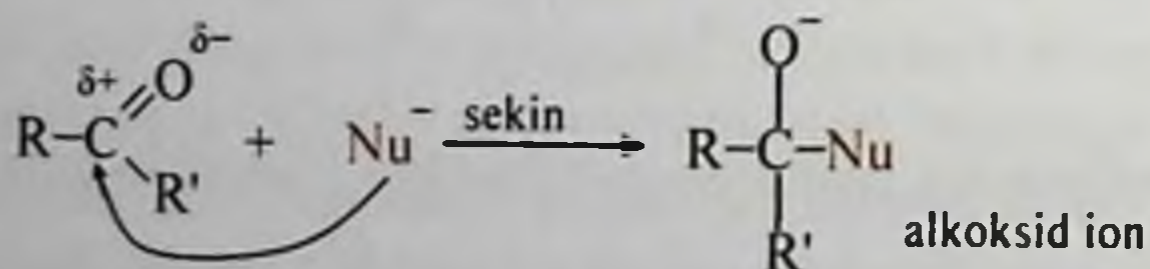 δ+ δ−
R−C=O + Nu⁻ sekin R−C−Nu
R'
O⁻
R'
alkoksid ion